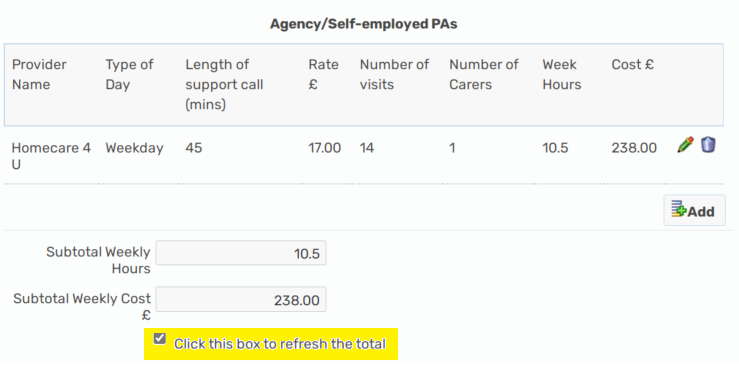 Agency/Self-employed PAs
Provider Name Type of Day Length of support call (mins) Rate £ Number of visits Number of Carers Week Hours Cost £
Homecare 4 U Weekday 45 17.00 14 1 10.5 238.00
Add
Subtotal Weekly Hours 10.5
Subtotal Weekly Cost £ 238.00
Click this box to refresh the total